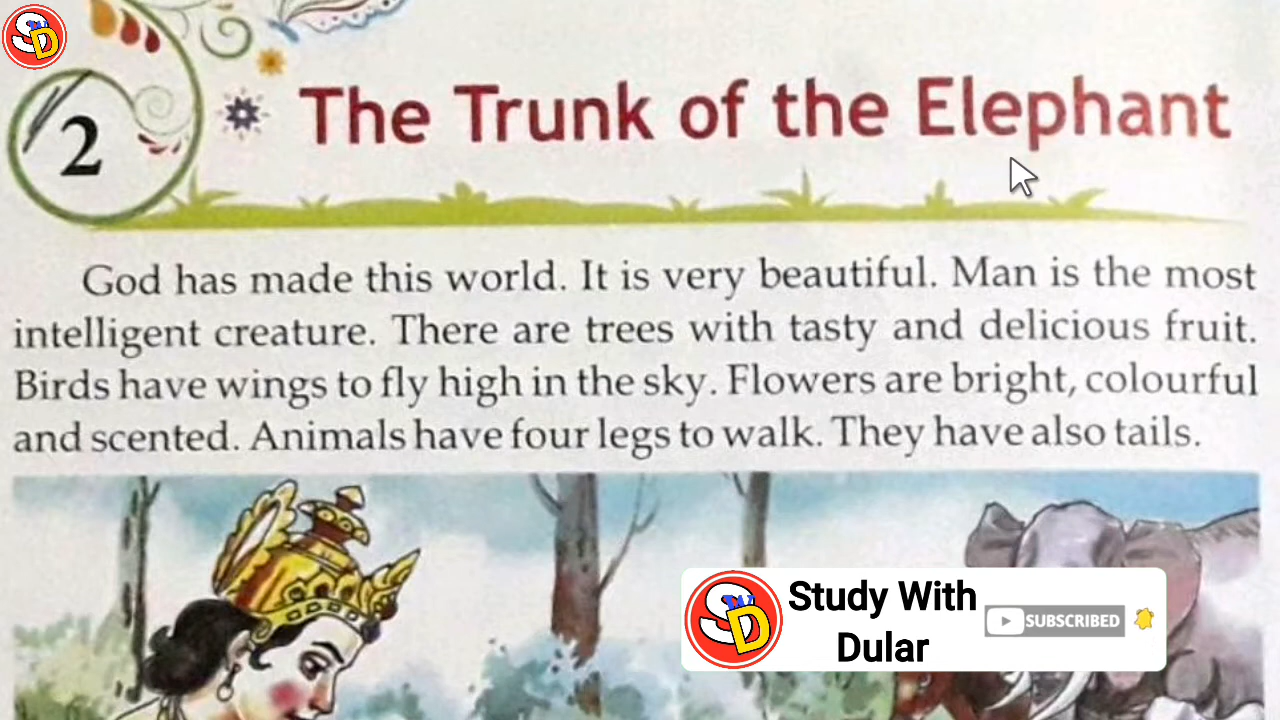 SwD
2
The Trunk of the Elephant
God has made this world. It is very beautiful. Man is the most
intelligent creature. There are trees with tasty and delicious fruit.
Birds have wings to fly high in the sky. Flowers are bright, colourful
and scented. Animals have four legs to walk. They have also tails.
SwD
Study With
Dular
SUBSCRIBED